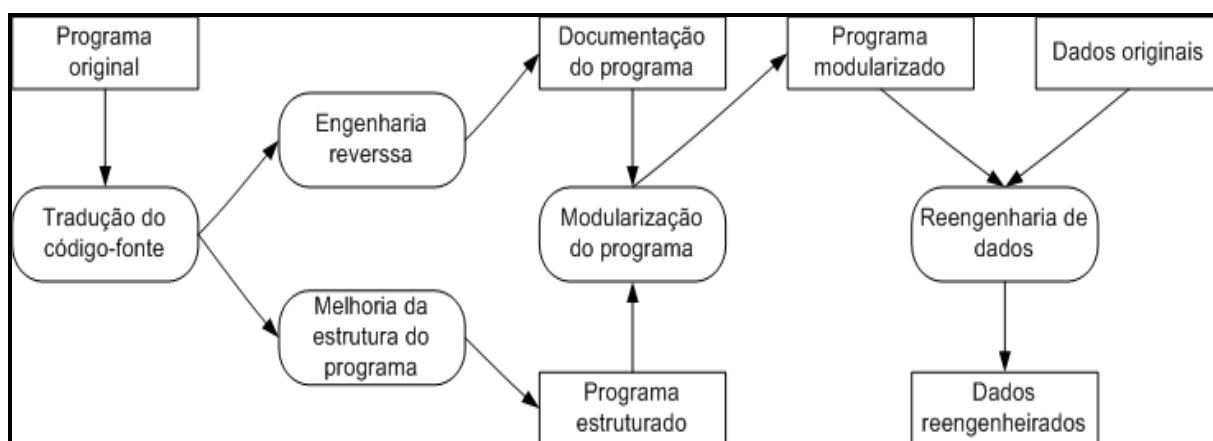 Programa
original
Documentação
do programa
Programa
modularizado
Dados originais
Engenharia
reverssa
Tradução do
código-fonte
Modularização
do programa
Reengenharia de
dados
Melhoria da
estrutura do
programa
Programa
estruturado
Dados
reengenheirados